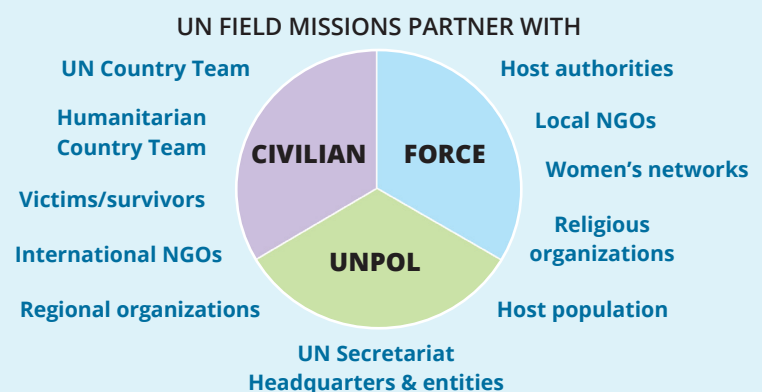 UN FIELD MISSIONS PARTNER WITH
UN Country Team
Humanitarian
Country Team
Victims/survivors
International NGOs
Regional organizations
CIVILIAN
FORCE
UNPOL
Host authorities
Local NGOs
Women’s networks
Religious
organizations
Host population
UN Secretariat
Headquarters & entities